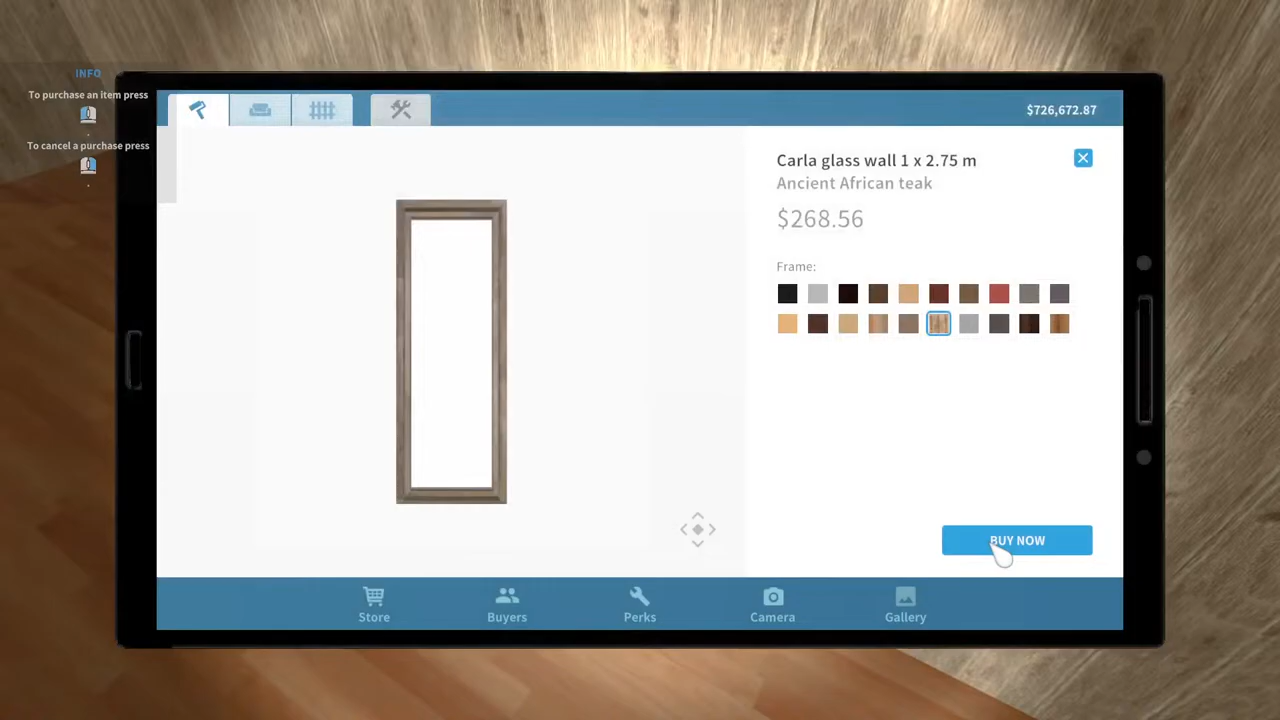 INFO
To purchase an item press
To cancel a purchase press
$726,672.87
Carla glass wall 1 x 2.75 m
Ancient African teak
$268.56
Frame:
BUY NOW
Store
Buyers
Perks
Camera
Gallery